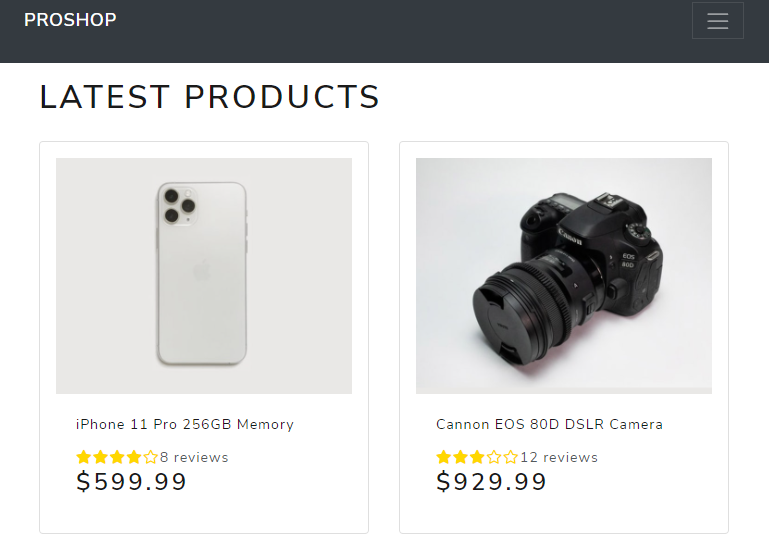 PROSHOP
LATEST PRODUCTS
Canon
EOS
80D
iPhone 11 Pro 256GB Memory
Cannon EOS 80D DSLR Camera
8 reviews
12 reviews
$599.99
$929.99